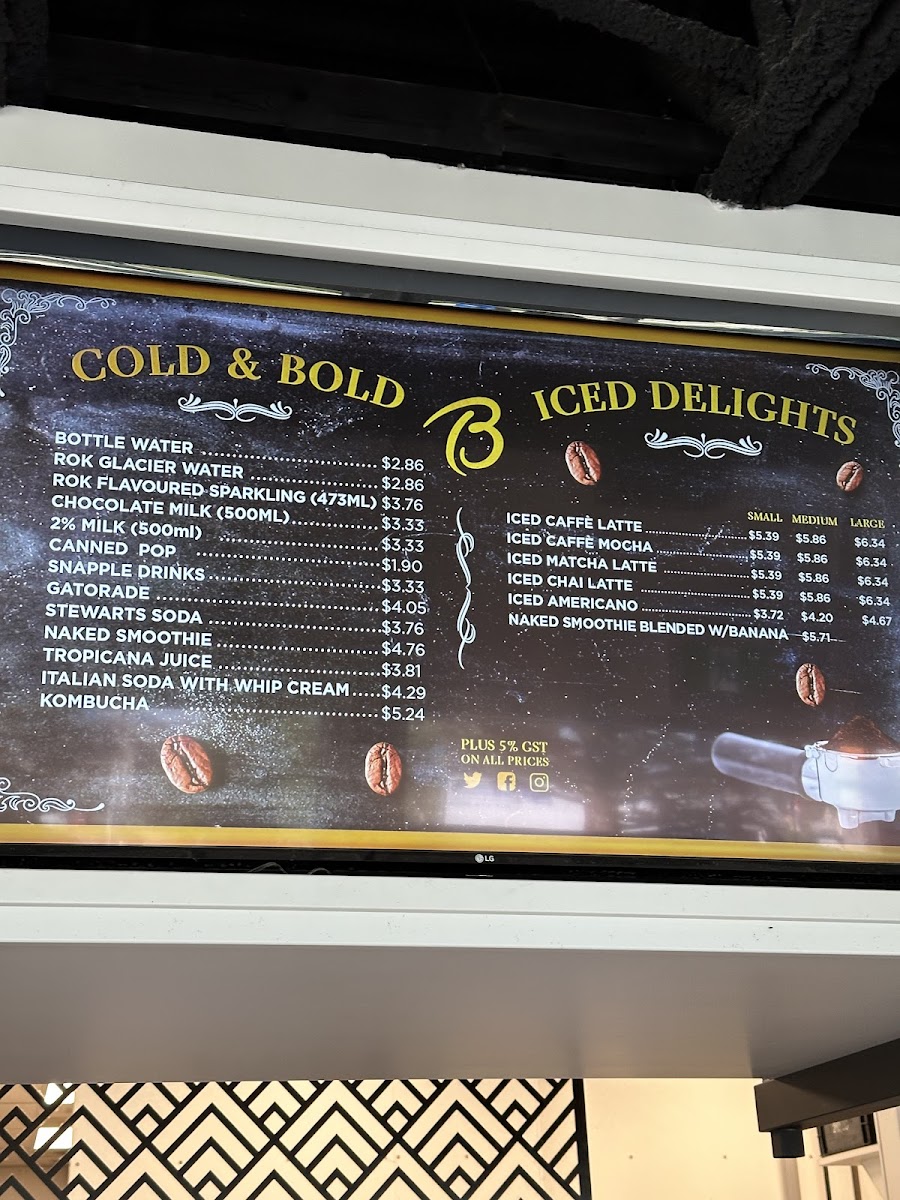 COLD & BOLD
BOTTLE WATER $2.86
ROK GLACIER WATER $2.86
ROK FLAVOURED SPARKLING (473ML) $3.76
CHOCOLATE MILK (500ML) $3.33
2% MILK (500ml) $3.33
CANNED POP $1.90
SNAPPLE DRINKS $3.33
GATORADE $4.05
STEWARTS SODA $3.76
NAKED SMOOTHIE $4.76
TROPICANA JUICE $3.81
ITALIAN SODA WITH WHIP CREAM $4.29
KOMBUCHA $5.24
B
ICED DELIGHTS
SMALL MEDIUM LARGE
ICED CAFFÈ LATTE $5.39 $5.86 $6.34
ICED CAFFÈ MOCHA $5.39 $5.86 $6.34
ICED MATCHA LATTE $5.39 $5.86 $6.34
ICED CHAI LATTE $5.39 $5.86 $6.34
ICED AMERICANO $3.72 $4.20 $4.67
NAKED SMOOTHIE BLENDED W/BANANA $5.71
PLUS 5% GST
ON ALL PRICES
LG